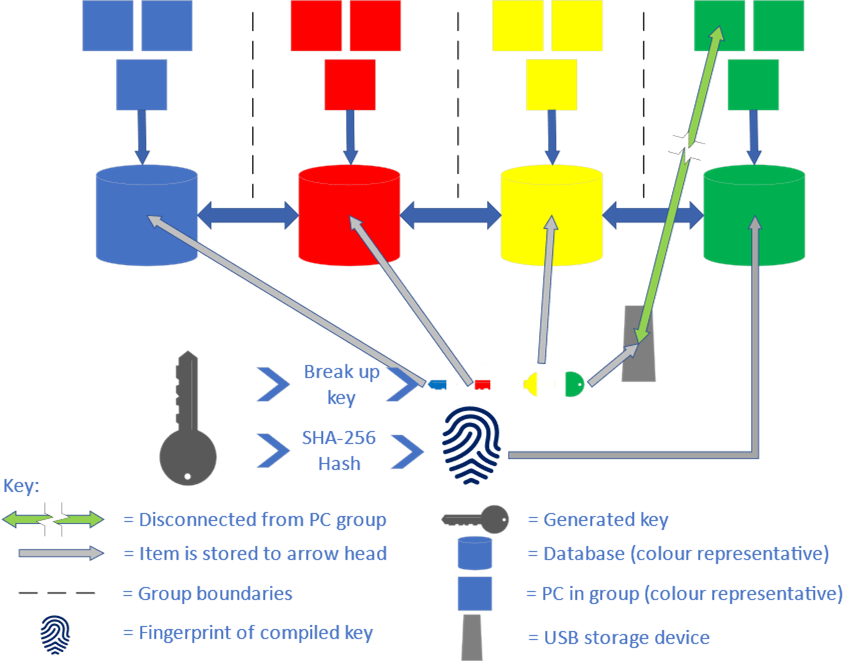 Break up
key
SHA-256
Hash
Key:
= Disconnected from PC group
= Item is stored to arrow head
= Group boundaries
= Fingerprint of compiled key
= Generated key
= Database (colour representative)
= PC in group (colour representative)
= USB storage device